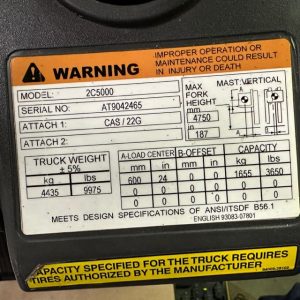 WARNING
IMPROPER OPERATION OR
MAINTENANCE COULD RESULT
IN INJURY OR DEATH
MODEL: 2C5000
SERIAL NO: AT9042465
ATTACH 1: CAS / 22G
ATTACH 2:
MAX FORK HEIGHT
mm
4750
in
187
MAST: VERTICAL
A
B
TRUCK WEIGHT
± 5%
kg lbs
4435 9975
A-LOAD CENTER B-OFFSET CAPACITY
mm in mm in kg lbs
600 24 0 0 1655 3650
0 0 0 0 0 0
0 0 0 0 0 0
MEETS DESIGN SPECIFICATIONS OF ANSI/ITSDF B56.1
ENGLISH 93083-07801
CAPACITY SPECIFIED FOR THE TRUCK REQUIRES
TIRES AUTHORIZED BY THE MANUFACTURER